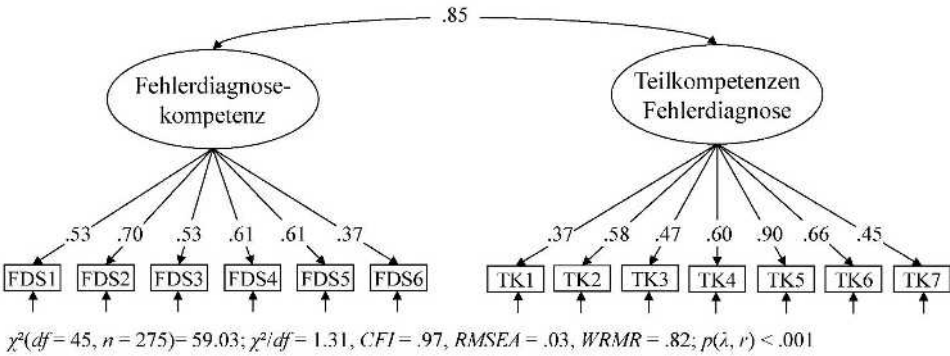 .85
Fehlerdiagnose-
kompetenz
Teilkompetenzen
Fehlerdiagnose
.53 .70 .53 .61 .61 .37
.37 .58 .47 .60 .90 .66 .45
FDS1 FDS2 FDS3 FDS4 FDS5 FDS6
TK1 TK2 TK3 TK4 TK5 TK6 TK7
χ²(df = 45, n = 275)= 59.03; χ²/df = 1.31, CFI = .97, RMSEA = .03, WRMR = .82; p(λ, r) < .001